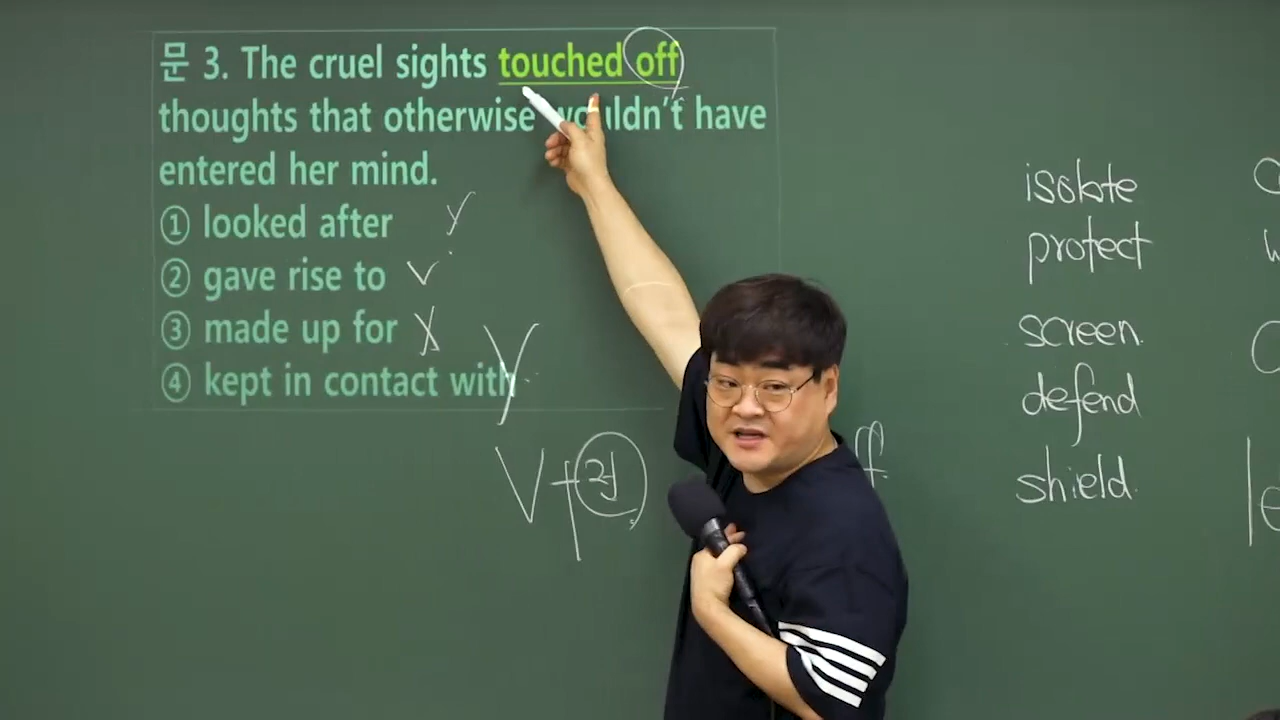 문 3. The cruel sights touched off
thoughts that otherwise wouldn't have
entered her mind.
① looked after
② gave rise to
③ made up for
④ kept in contact with
V + 전
isolate
protect
screen.
defend
shield.